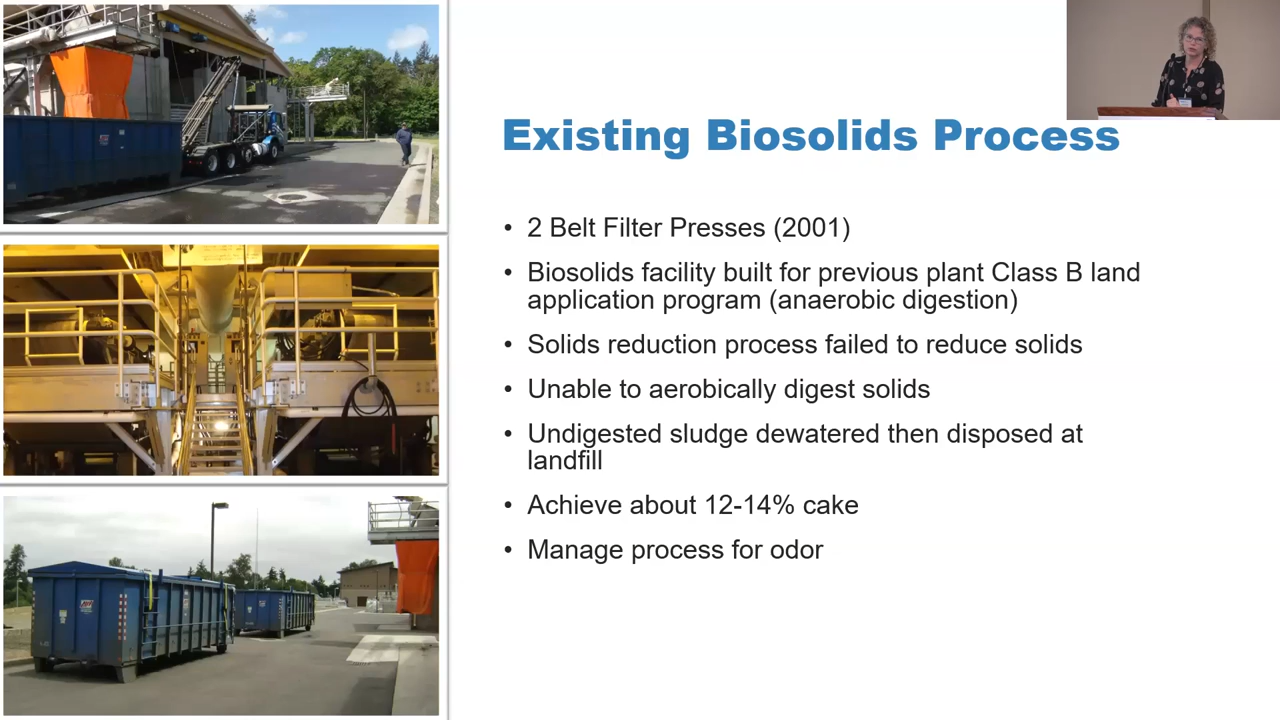 Existing Biosolids Process
• 2 Belt Filter Presses (2001)
• Biosolids facility built for previous plant Class B land
application program (anaerobic digestion)
• Solids reduction process failed to reduce solids
• Unable to aerobically digest solids
• Undigested sludge dewatered then disposed at
landfill
• Achieve about 12-14% cake
• Manage process for odor